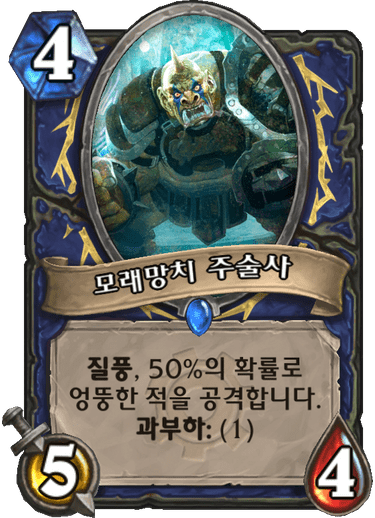 4
모래망치 주술사
질풍, 50%의 확률로
엉뚱한 적을 공격합니다.
과부하: (1)
5
4